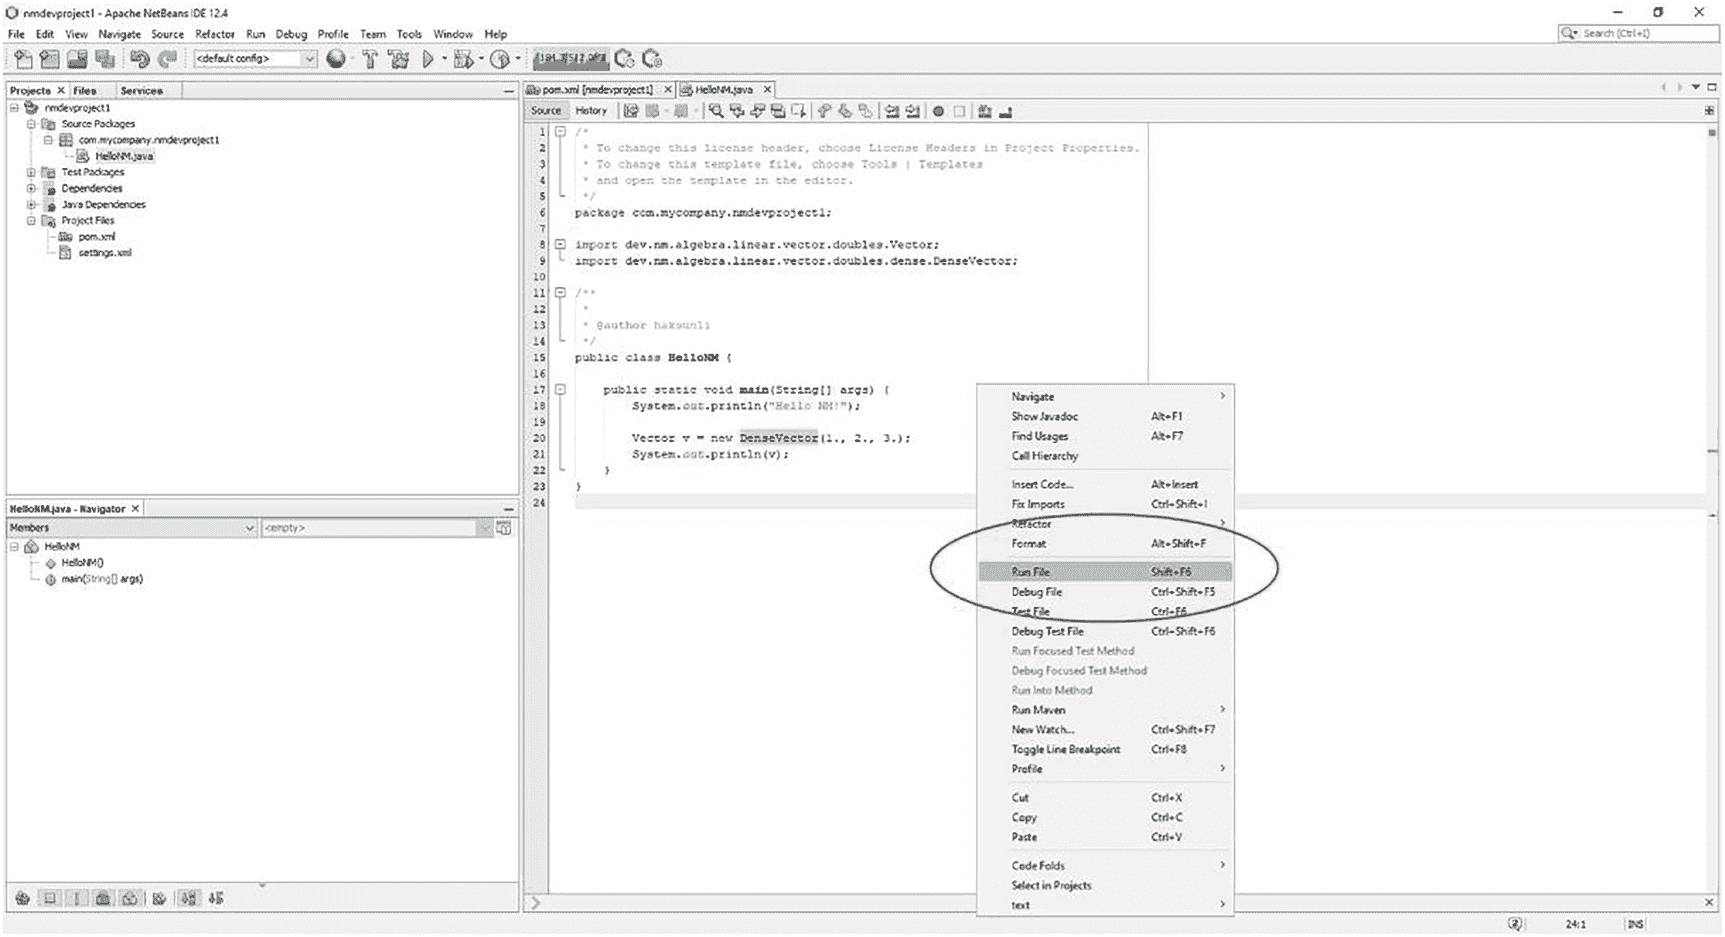 nmdevproject1 - Apache NetBeans IDE 12.4
File Edit View Navigate Source Refactor Run Debug Profile Team Tools Window Help
Search (Ctrl+I)
<default config>
Projects Files Services
nmdevproject1
Source Packages
com.mycompany.nmdevproject1
HelloNM.java
Test Packages
Dependencies
Java Dependencies
Project Files
pom.xml
settings.xml
HelloNM.java - Navigator
Members <empty>
HelloNM
HelloNM()
main(String[] args)
pom.xml [nmdevproject1] HelloNM.java
Source History
1 /*
2 * To change this license header, choose License Headers in Project Properties.
3 * To change this template file, choose Tools | Templates
4 * and open the template in the editor.
5 */
6 package com.mycompany.nmdevproject1;
7
8 import dev.nm.algebra.linear.vector.doubles.Vector;
9 import dev.nm.algebra.linear.vector.doubles.dense.DenseVector;
10
11 /**
12 *
13 * @author haksunli
14 */
15 public class HelloNM {
16
17 public static void main(String[] args) {
18 System.out.println("Hello NM!");
19
20 Vector v = new DenseVector(1., 2., 3.);
21 System.out.println(v);
22 }
23 }
24
Navigate
Show Javadoc Alt+F1
Find Usages Alt+F7
Call Hierarchy
Insert Code... Alt+Insert
Fix Imports Ctrl+Shift+I
Refactor
Format Alt+Shift+F
Run File Shift+F6
Debug File Ctrl+Shift+F5
Test File Ctrl+F6
Debug Test File Ctrl+Shift+F6
Run Focused Test Method
Debug Focused Test Method
Run Into Method
Run Maven
New Watch... Ctrl+Shift+F7
Toggle Line Breakpoint Ctrl+F8
Profile
Cut Ctrl+X
Copy Ctrl+C
Paste Ctrl+V
Code Folds
Select in Projects
text
24:1 INS